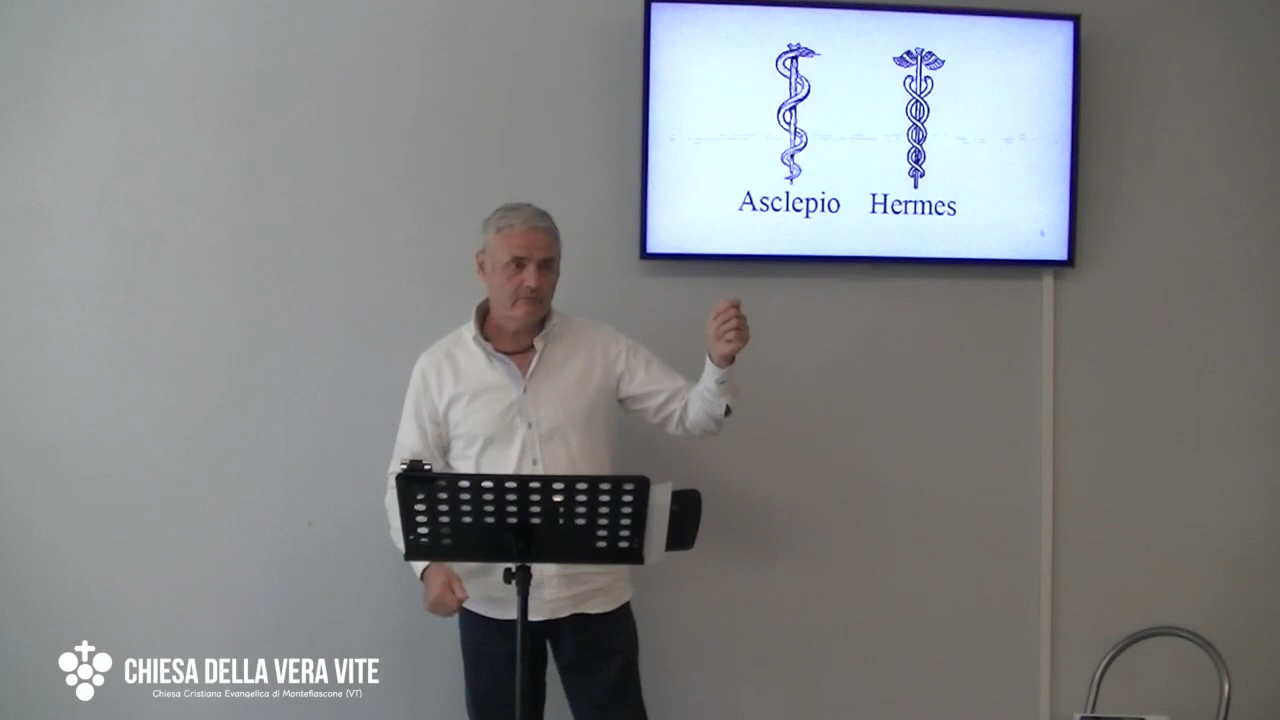 Asclepio Hermes
CHIESA DELLA VERA VITE
Chiesa Cristiana Evangelica di Montefiascone (VT)